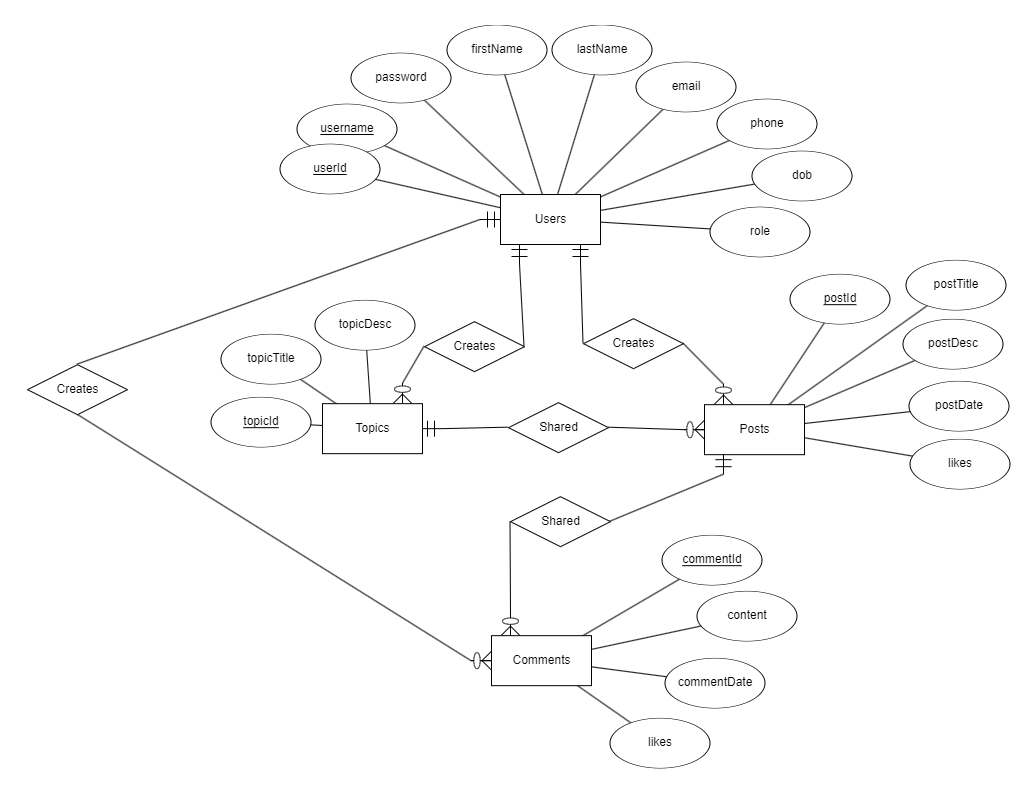 firstName
lastName
password
email
username
phone
userId
dob
Users
role
postId
postTitle
topicDesc
Creates
Creates
postDesc
topicTitle
Creates
postDate
topicId
Topics
Shared
Posts
likes
Shared
commentId
content
Comments
commentDate
likes